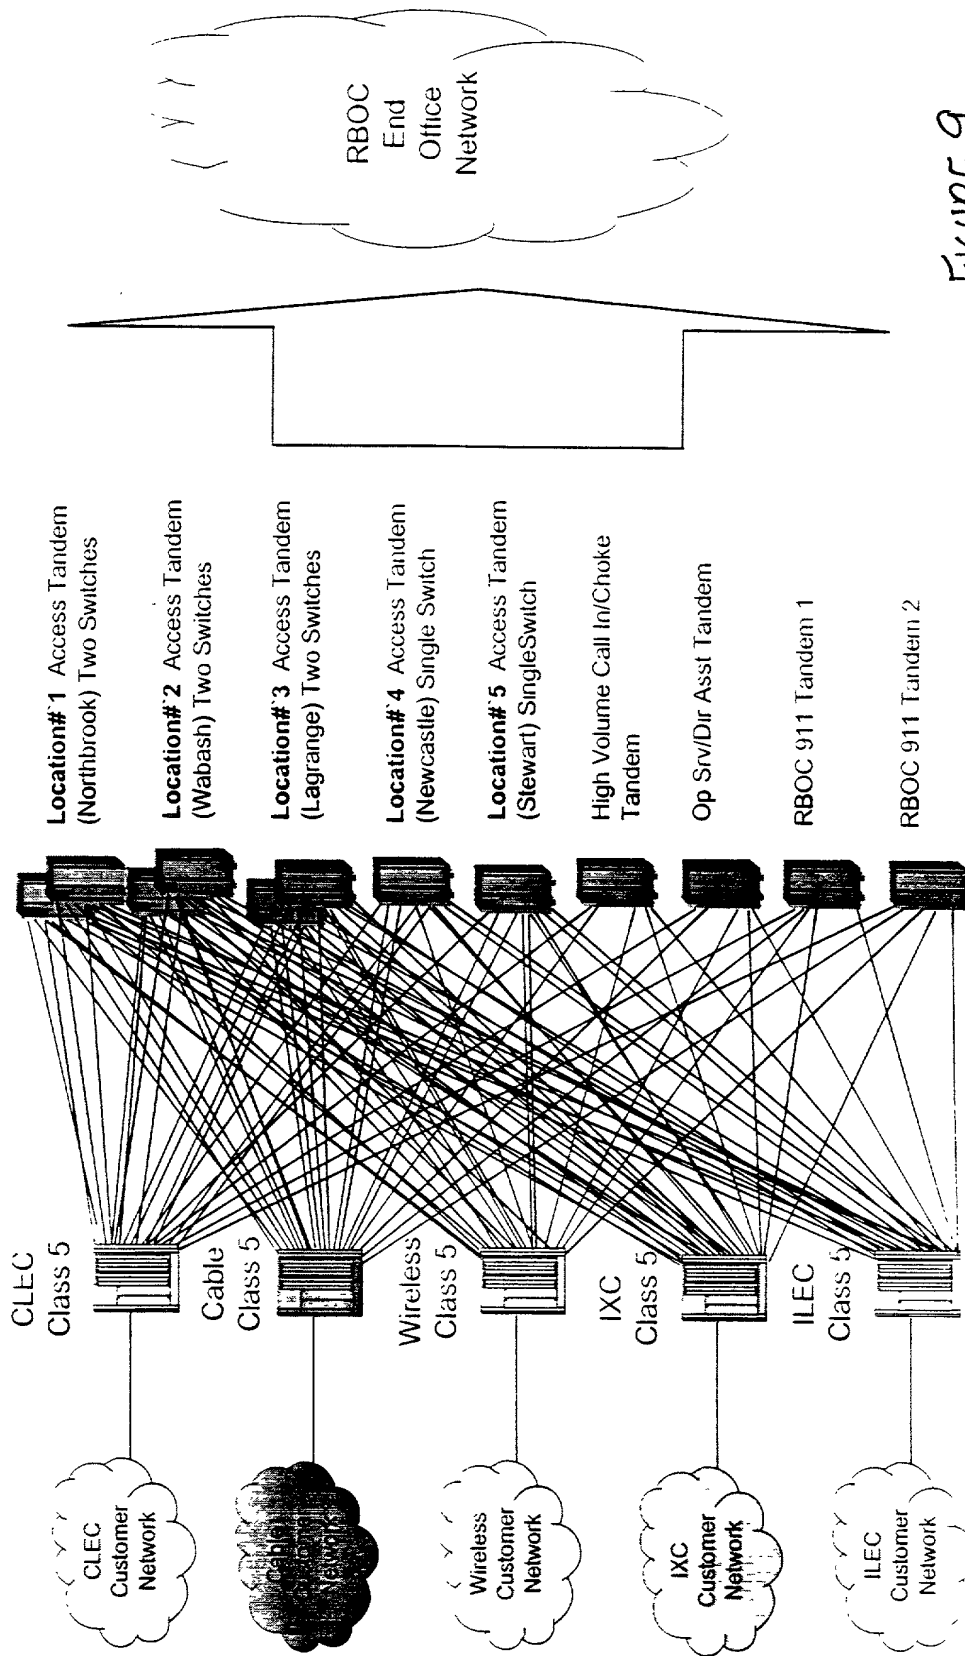 CLEC
Customer
Network
Cable
Wireless
Customer
Network
IXC
Customer
Network
ILEC
Customer
Network
CLEC
Class 5
Cable
Class 5
Wireless
Class 5
IXC
Class 5
ILEC
Class 5
Location#`1 Access Tandem
(Northbrook) Two Switches
Location#`2 Access Tandem
(Wabash) Two Switches
Location#`3 Access Tandem
(Lagrange) Two Switches
Location#`4 Access Tandem
(Newcastle) Single Switch
Location#`5 Access Tandem
(Stewart) SingleSwitch
High Volume Call In/Choke
Tandem
Op Srv/Dir Asst Tandem
RBOC 911 Tandem 1
RBOC 911 Tandem 2
RBOC
End
Office
Network
FIGURE 9